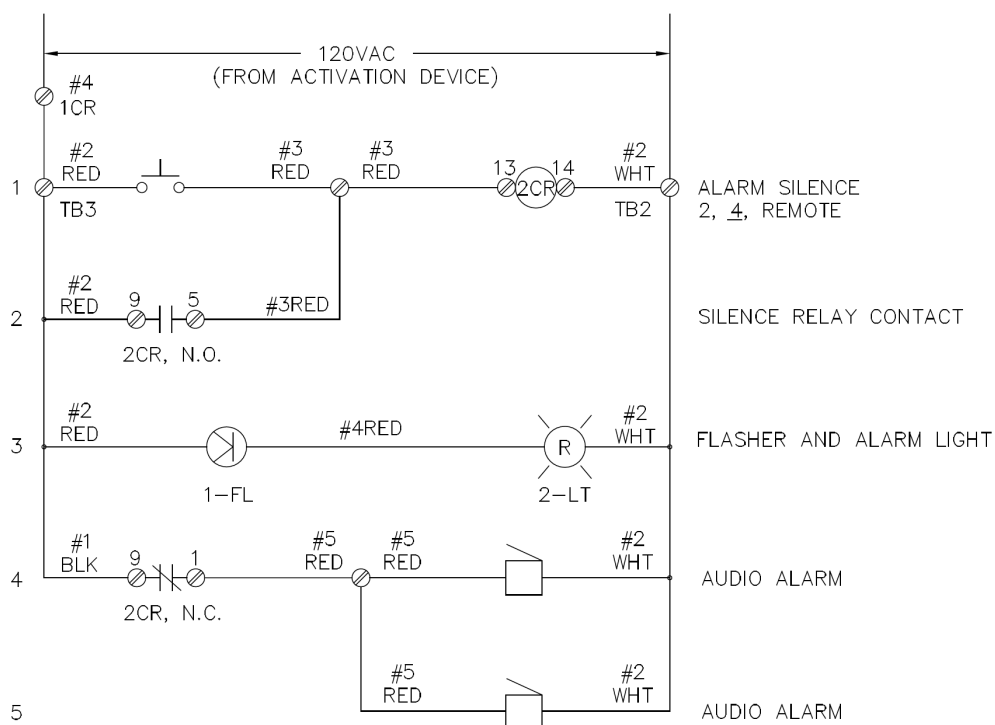 120VAC
(FROM ACTIVATION DEVICE)
#4
1CR
#2
RED
#3
RED
#3
RED
13
14
#2
WHT
1
2CR
TB3
TB2
ALARM SILENCE
2, 4, REMOTE
#2
RED
9
5
#3RED
2
2CR, N.O.
SILENCE RELAY CONTACT
#2
RED
#4RED
#2
WHT
3
R
FLASHER AND ALARM LIGHT
1-FL
2-LT
#1
BLK
9
1
#5
RED
#5
RED
#2
WHT
4
2CR, N.C.
AUDIO ALARM
#5
RED
#2
WHT
5
AUDIO ALARM